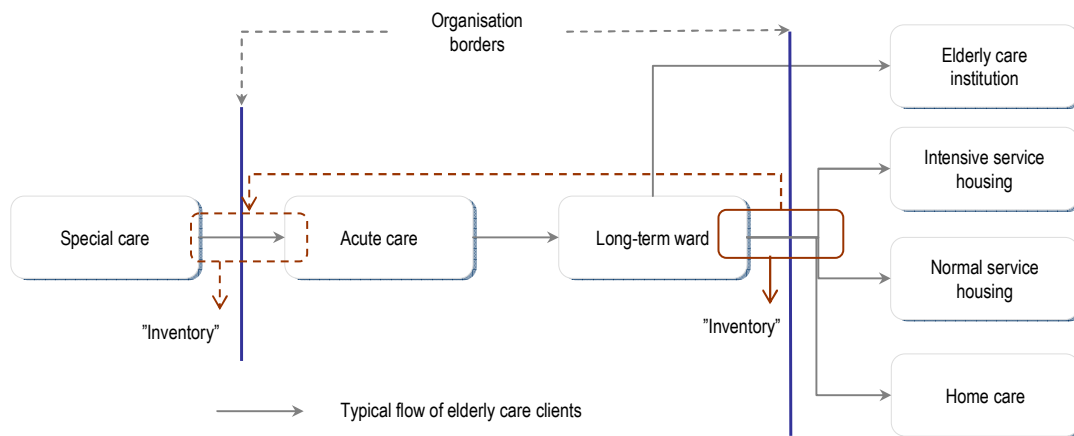 Organisation
borders
Elderly care
institution
Intensive service
housing
Special care
Acute care
Long-term ward
Normal service
housing
”Inventory”
”Inventory”
Home care
Typical flow of elderly care clients